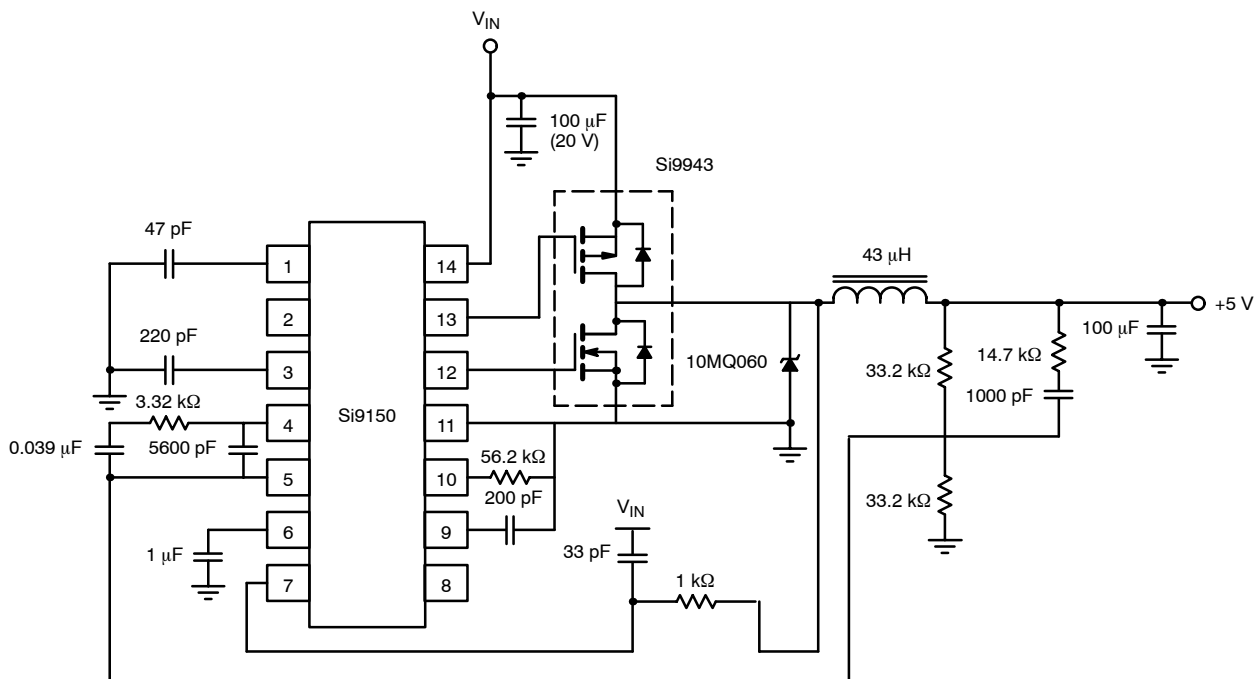 V_IN
100 μF
(20 V)
Si9943
47 pF
220 pF
3.32 kΩ
0.039 μF
5600 pF
1 μF
1
2
3
4
5
6
7
Si9150
14
13
12
11
10
9
8
56.2 kΩ
200 pF
10MQ060
V_IN
33 pF
1 kΩ
43 μH
+5 V
100 μF
33.2 kΩ
14.7 kΩ
1000 pF
33.2 kΩ